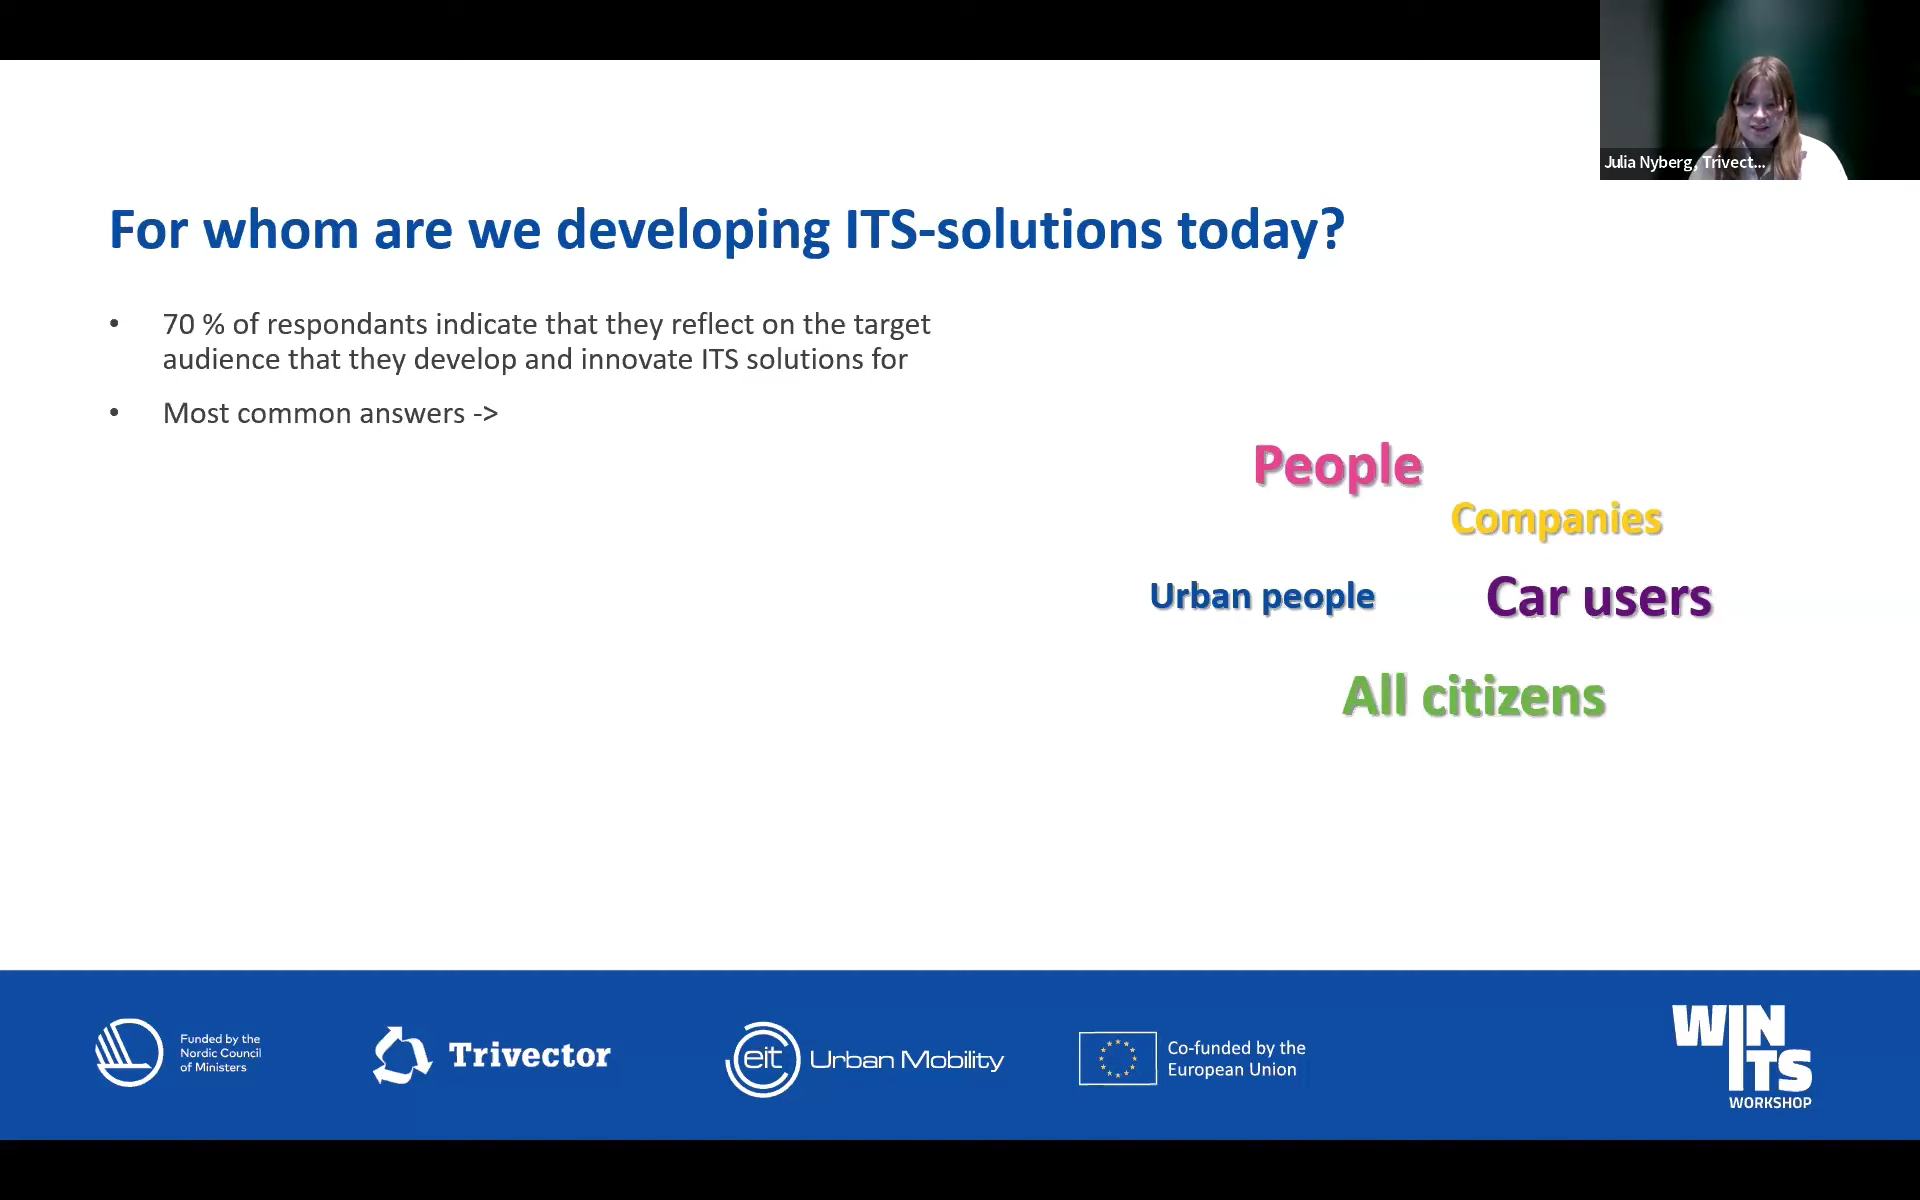 Julia Nyberg, Trivect...
For whom are we developing ITS-solutions today?
• 70 % of respondants indicate that they reflect on the target
audience that they develop and innovate ITS solutions for
• Most common answers ->
People
Companies
Urban people
Car users
All citizens
Funded by the
Nordic Council
of Ministers
Trivector
eit Urban Mobility
Co-funded by the
European Union
WIN
ITS
WORKSHOP